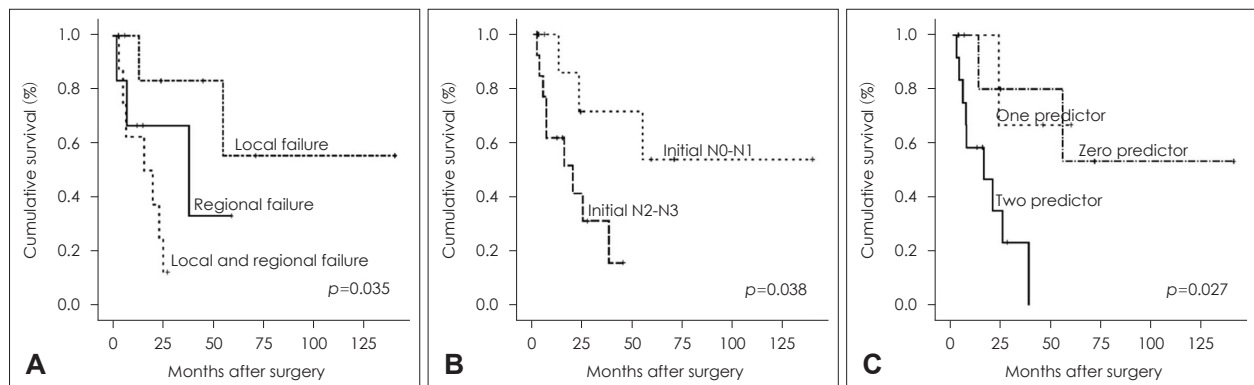 Cumulative survival (%)
1.0
0.8
0.6
0.4
0.2
0.0
Local failure
Regional failure
Local and regional failure
p=0.035
0 25 50 75 100 125
Months after surgery
A
Cumulative survival (%)
1.0
0.8
0.6
0.4
0.2
0.0
Initial N0-N1
Initial N2-N3
p=0.038
0 25 50 75 100 125
Months after surgery
B
Cumulative survival (%)
1.0
0.8
0.6
0.4
0.2
0.0
One predictor
Zero predictor
Two predictor
p=0.027
0 25 50 75 100 125
Months after surgery
C